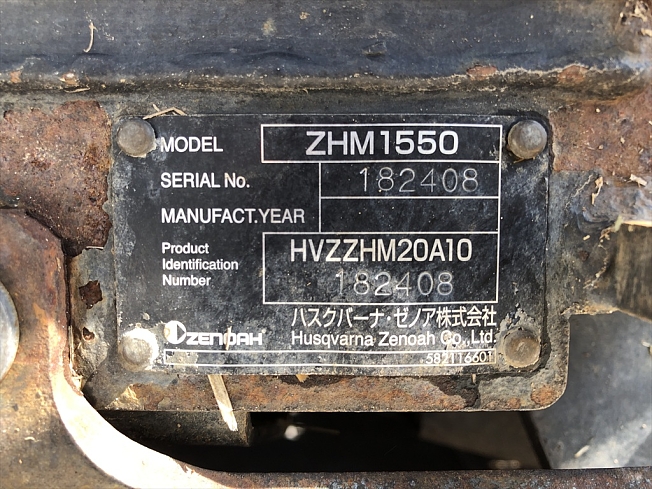 MODEL ZHM1550
SERIAL No. 182408
MANUFACT.YEAR
Product Identification Number
HVZZHM20A10
182408
ZENOAH®
ハスクバーナ・ゼノア株式会社
Husqvarna Zenoah Co.,Ltd.
582116601